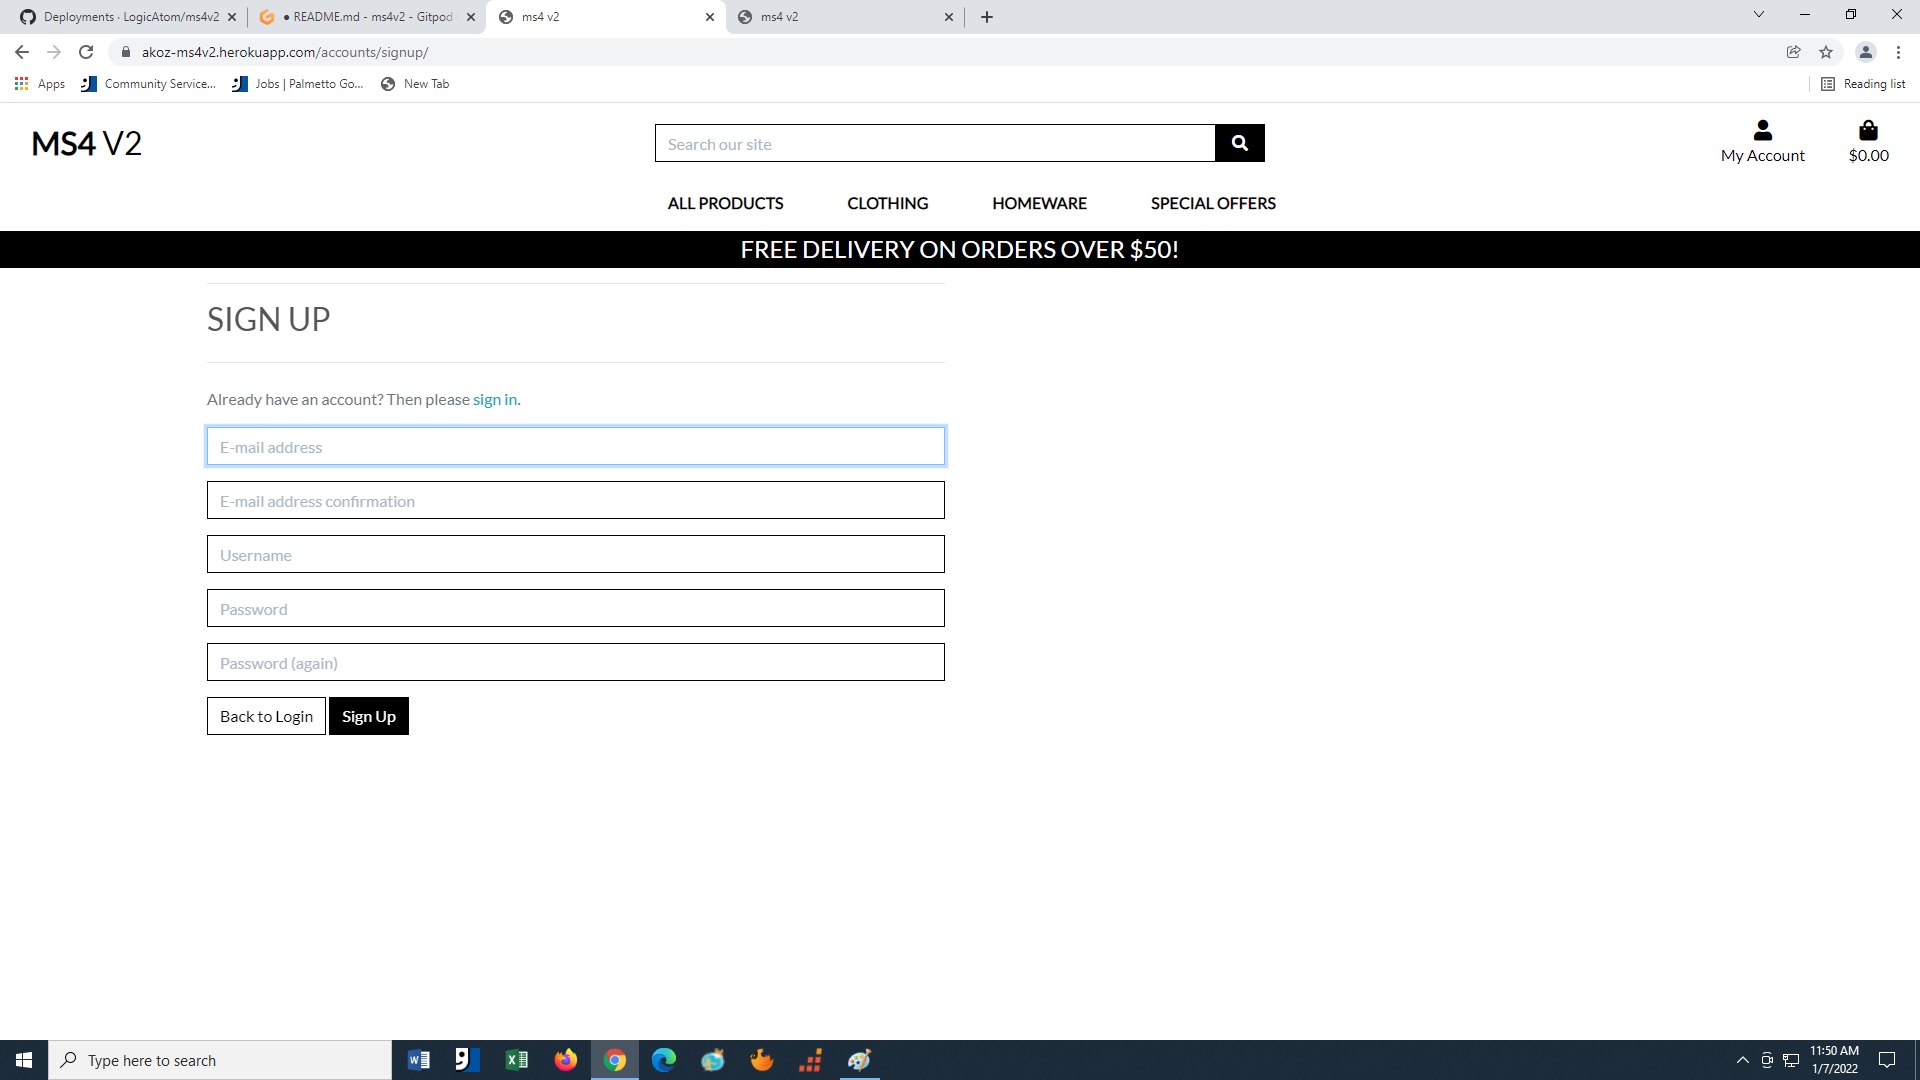 Deployments · LogicAtom/ms4v2
● README.md - ms4v2 - Gitpod
ms4 v2
ms4 v2
akoz-ms4v2.herokuapp.com/accounts/signup/
Apps
Community Service...
Jobs | Palmetto Go...
New Tab
Reading list
MS4 V2
Search our site
My Account
$0.00
ALL PRODUCTS
CLOTHING
HOMEWARE
SPECIAL OFFERS
FREE DELIVERY ON ORDERS OVER $50!
SIGN UP
Already have an account? Then please sign in.
E-mail address
E-mail address confirmation
Username
Password
Password (again)
Back to Login
Sign Up
Type here to search
11:50 AM
1/7/2022